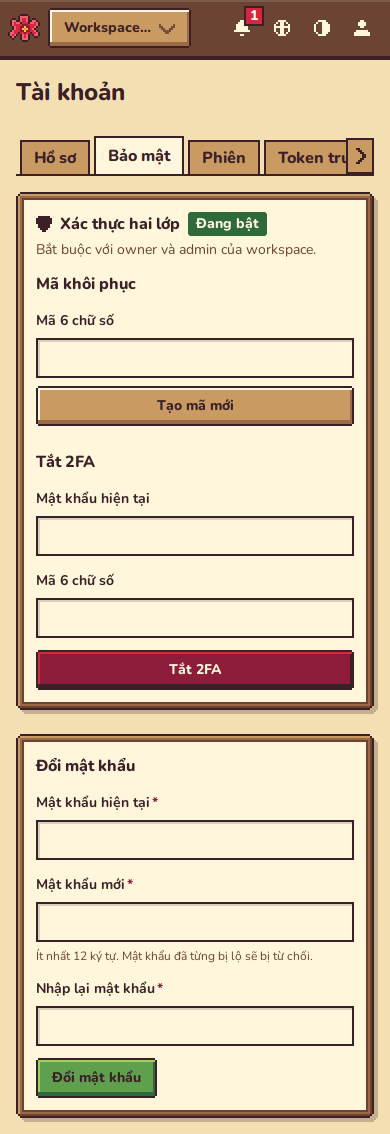 Workspace...
1
Tài khoản
Hồ sơ
Bảo mật
Phiên
Token tru
Xác thực hai lớp
Đang bật
Bắt buộc với owner và admin của workspace.
Mã khôi phục
Mã 6 chữ số
Tạo mã mới
Tắt 2FA
Mật khẩu hiện tại
Mã 6 chữ số
Tắt 2FA
Đổi mật khẩu
Mật khẩu hiện tại *
Mật khẩu mới *
Ít nhất 12 ký tự. Mật khẩu đã từng bị lộ sẽ bị từ chối.
Nhập lại mật khẩu *
Đổi mật khẩu